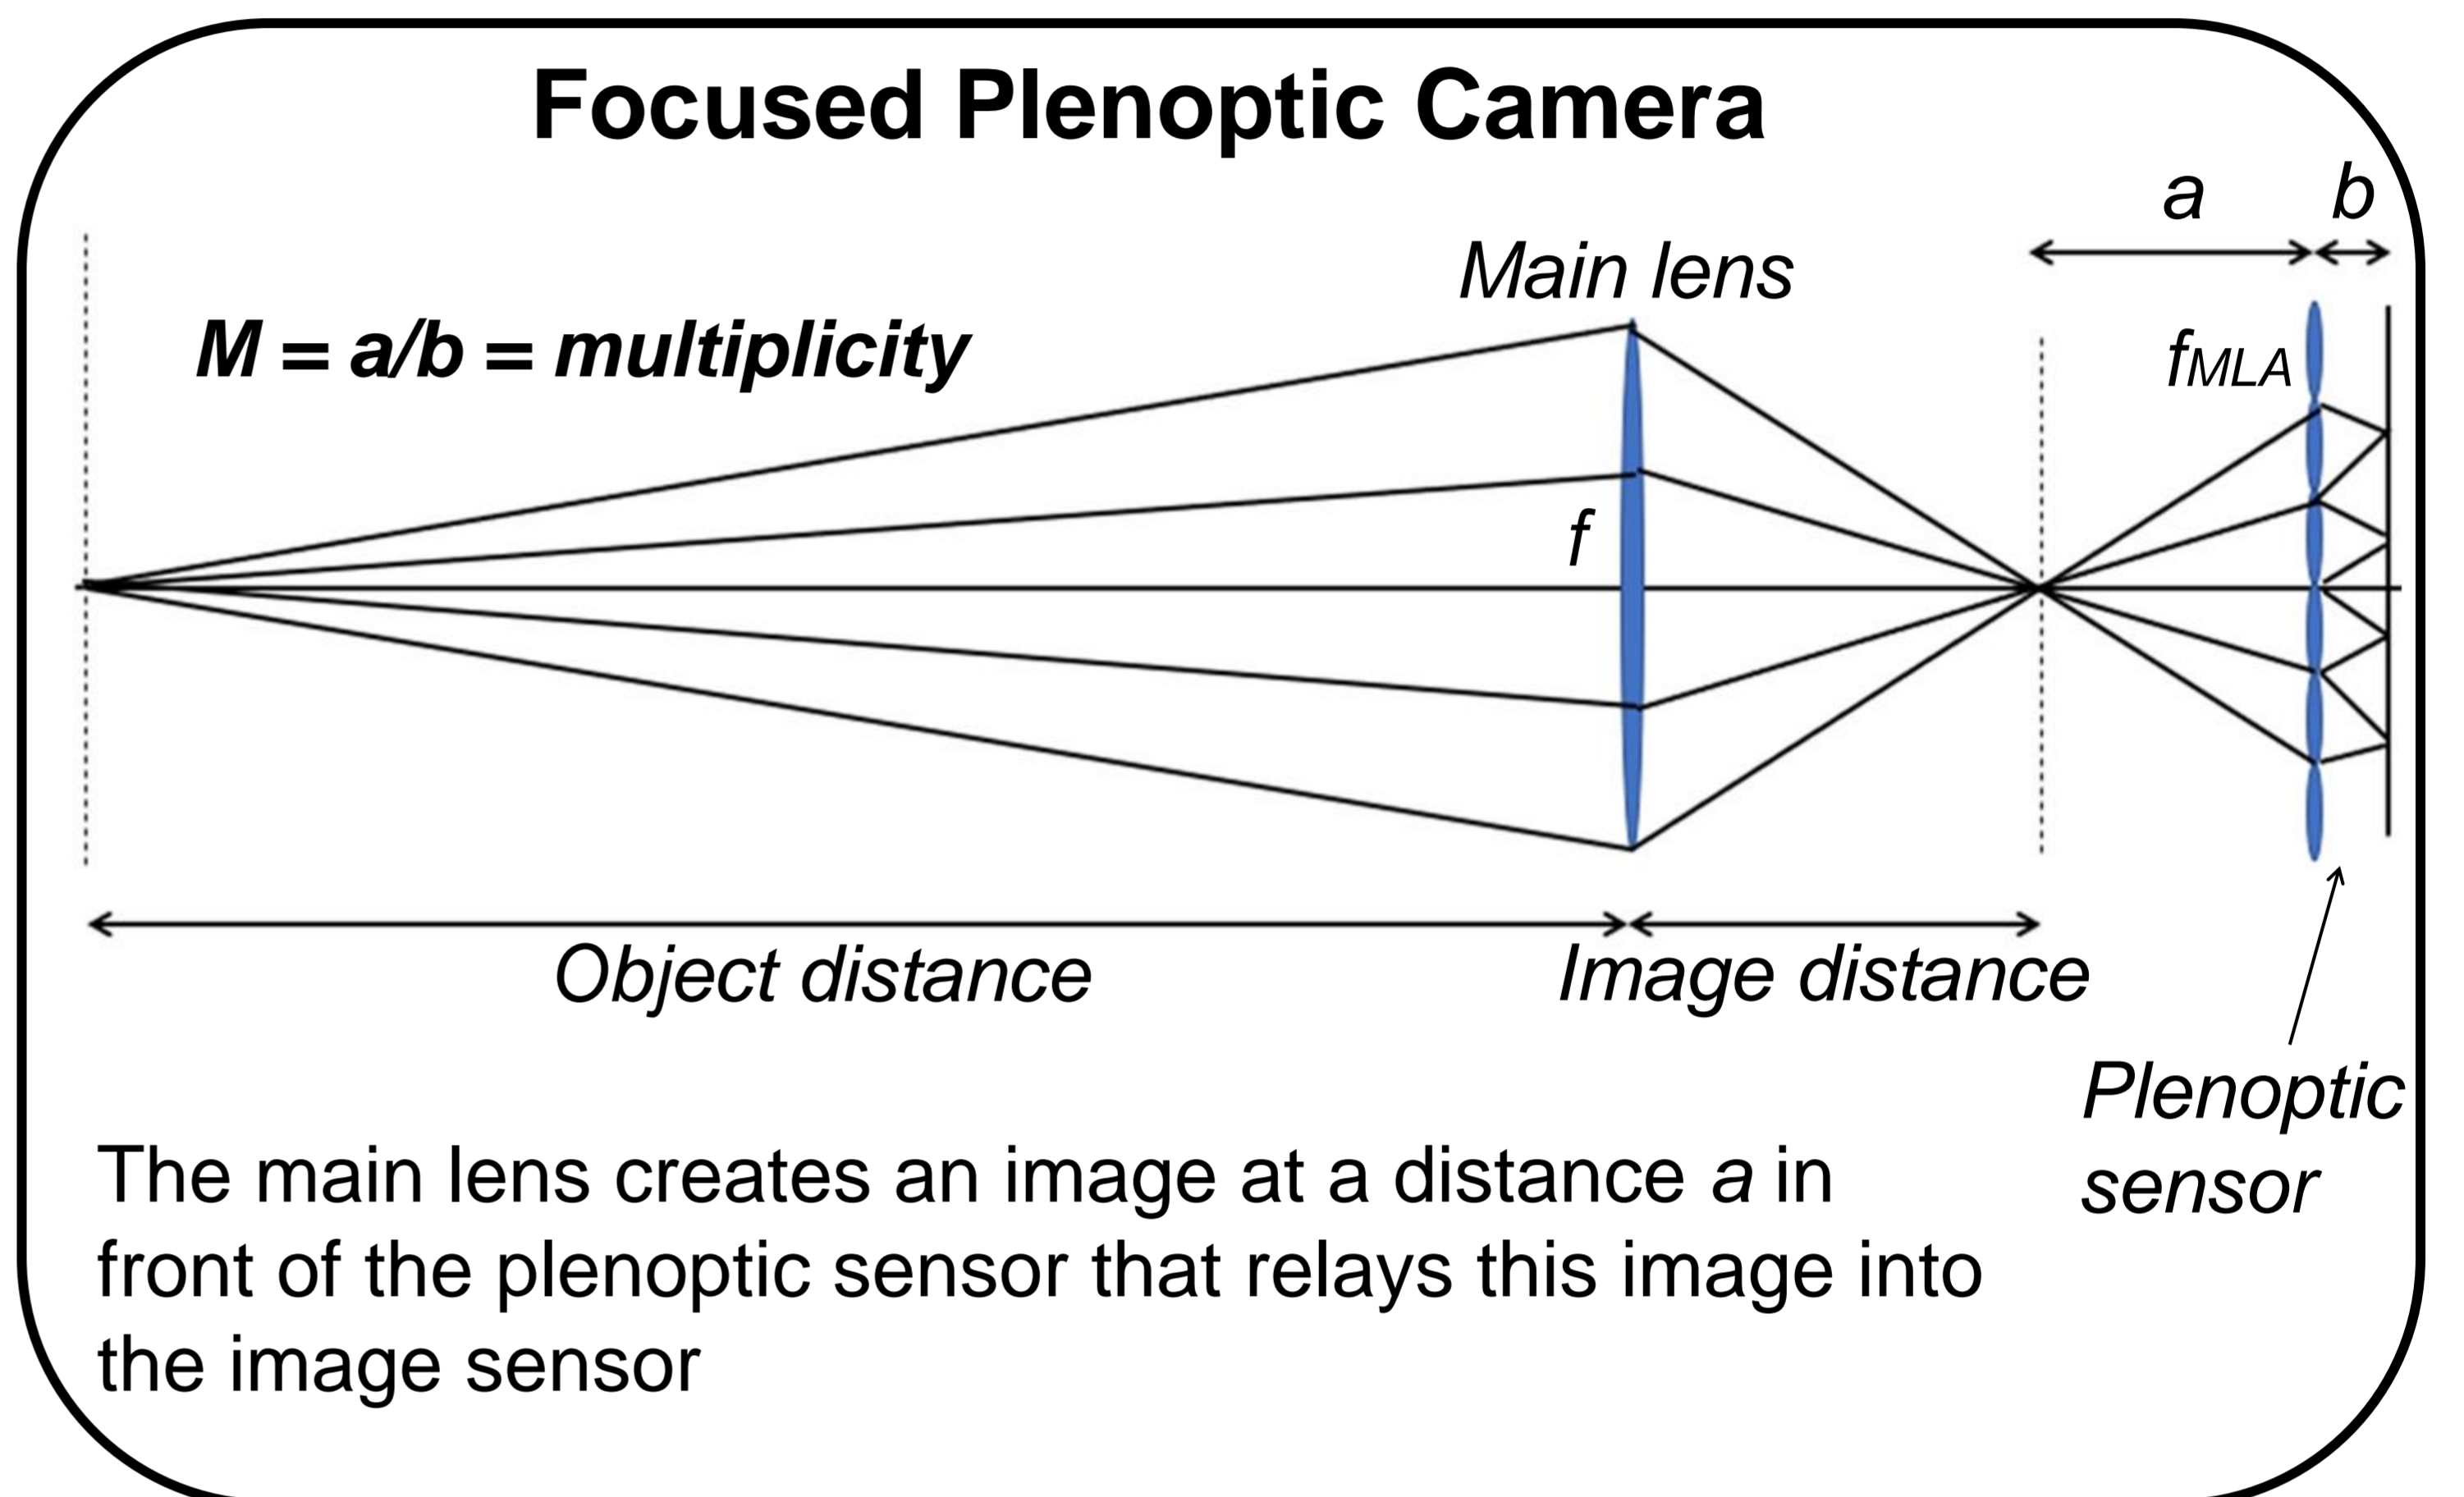 Focused Plenoptic Camera
a
b
Main lens
M = a/b = multiplicity
fMLA
f
Object distance
Image distance
Plenoptic
sensor
The main lens creates an image at a distance a in
front of the plenoptic sensor that relays this image into
the image sensor